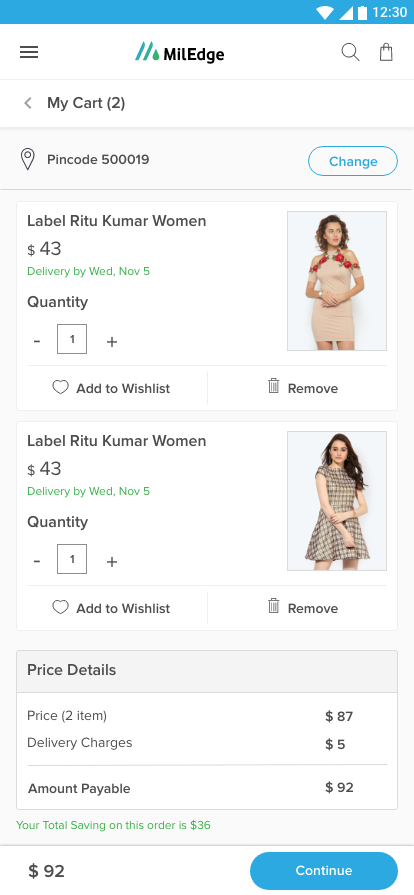 12:30
MilEdge
My Cart (2)
Pincode 500019
Change
Label Ritu Kumar Women
$ 43
Delivery by Wed, Nov 5
Quantity
- 1 +
Add to Wishlist
Remove
Label Ritu Kumar Women
$ 43
Delivery by Wed, Nov 5
Quantity
- 1 +
Add to Wishlist
Remove
Price Details
Price (2 item) $ 87
Delivery Charges $ 5
Amount Payable $ 92
Your Total Saving on this order is $36
$ 92
Continue